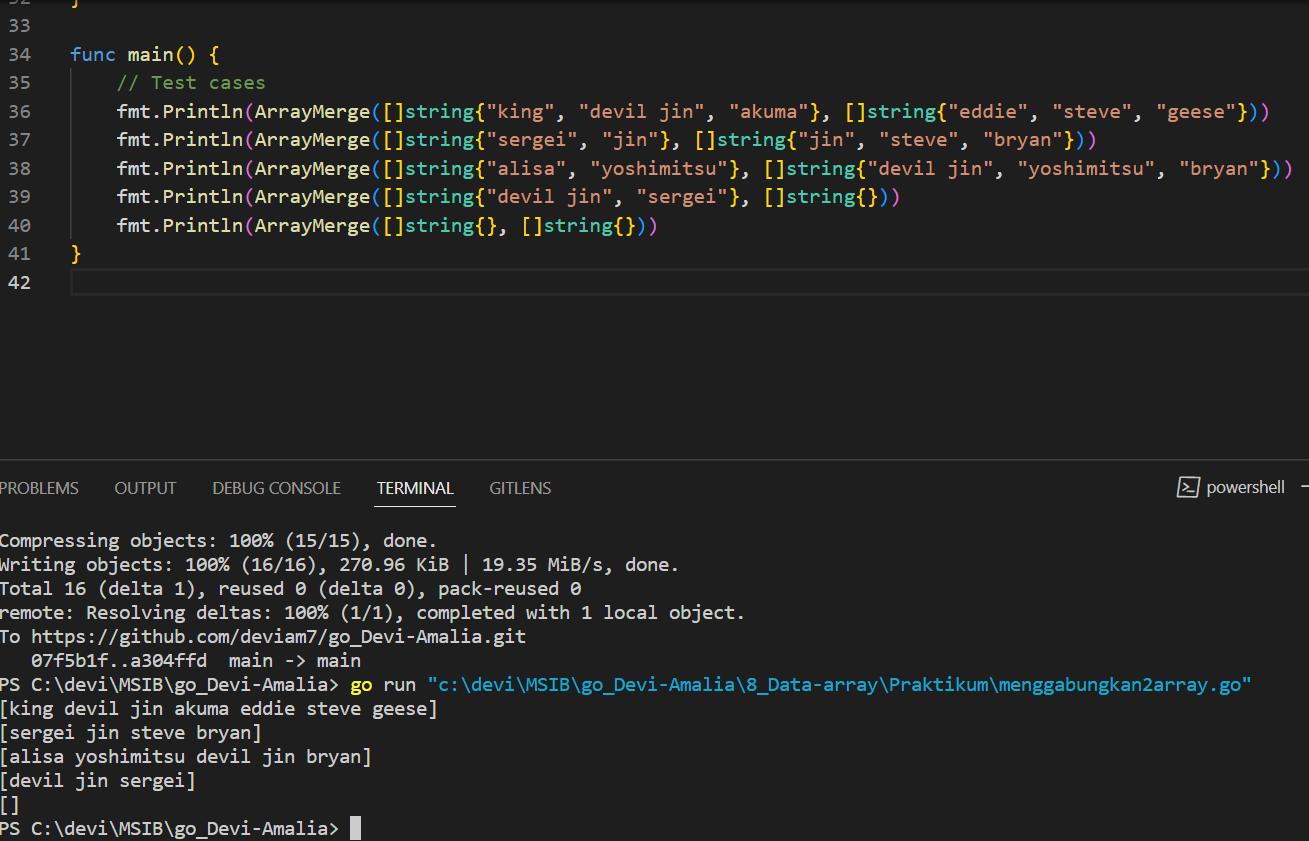 32 }
33
34 func main() {
35 // Test cases
36 fmt.Println(ArrayMerge([]string{"king", "devil jin", "akuma"}, []string{"eddie", "steve", "geese"}))
37 fmt.Println(ArrayMerge([]string{"sergei", "jin"}, []string{"jin", "steve", "bryan"}))
38 fmt.Println(ArrayMerge([]string{"alisa", "yoshimitsu"}, []string{"devil jin", "yoshimitsu", "bryan"}))
39 fmt.Println(ArrayMerge([]string{"devil jin", "sergei"}, []string{}))
40 fmt.Println(ArrayMerge([]string{}, []string{}))
41 }
42
PROBLEMS OUTPUT DEBUG CONSOLE TERMINAL GITLENS powershell
Compressing objects: 100% (15/15), done.
Writing objects: 100% (16/16), 270.96 KiB | 19.35 MiB/s, done.
Total 16 (delta 1), reused 0 (delta 0), pack-reused 0
remote: Resolving deltas: 100% (1/1), completed with 1 local object.
To https://github.com/deviam7/go_Devi-Amalia.git
07f5b1f..a304ffd main -> main
PS C:\devi\MSIB\go_Devi-Amalia> go run "c:\devi\MSIB\go_Devi-Amalia\8_Data-array\Praktikum\menggabungkan2array.go"
[king devil jin akuma eddie steve geese]
[sergei jin steve bryan]
[alisa yoshimitsu devil jin bryan]
[devil jin sergei]
[]
PS C:\devi\MSIB\go_Devi-Amalia>